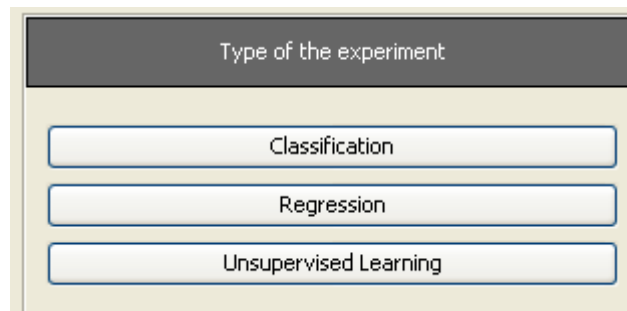 Type of the experiment
Classification
Regression
Unsupervised Learning